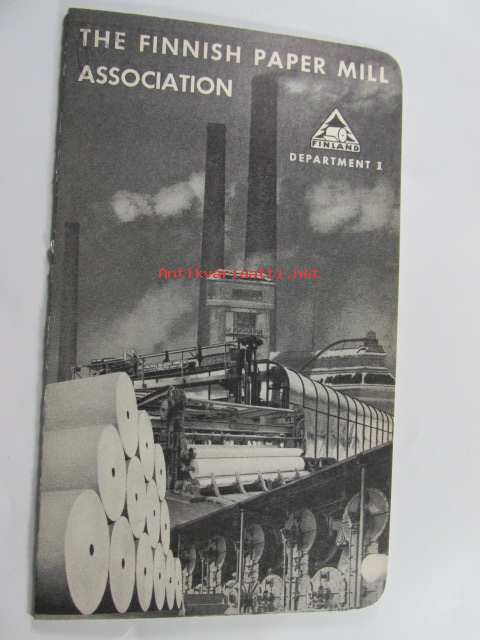 THE FINNISH PAPER MILL
ASSOCIATION
FINLAND
DEPARTMENT I
Antikvariaatti.net